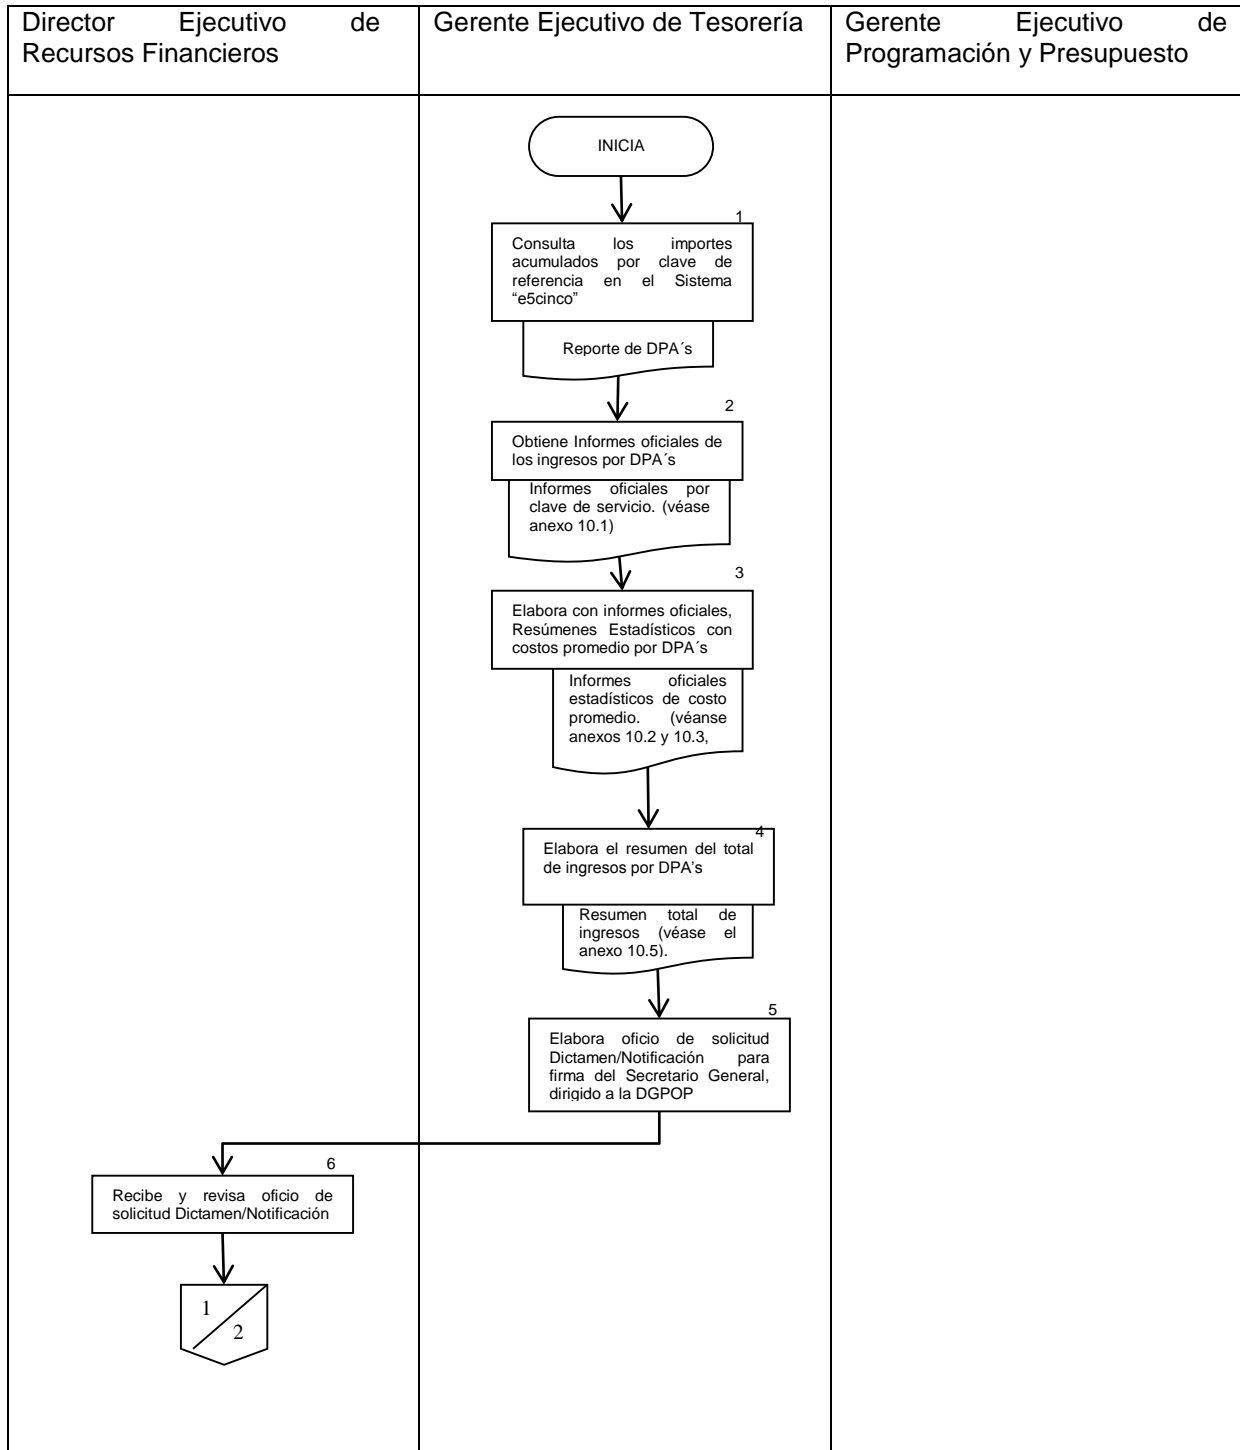 Director Ejecutivo de
Recursos Financieros
Gerente Ejecutivo de Tesorería
Gerente Ejecutivo de
Programación y Presupuesto
INICIA
1
Consulta los importes
acumulados por clave de
referencia en el Sistema
“e5cinco”
Reporte de DPA´s
2
Obtiene Informes oficiales de
los ingresos por DPA´s
Informes oficiales por
clave de servicio. (véase
anexo 10.1)
3
Elabora con informes oficiales,
Resúmenes Estadísticos con
costos promedio por DPA´s
Informes oficiales
estadísticos de costo
promedio. (véanse
anexos 10.2 y 10.3,
4
Elabora el resumen del total
de ingresos por DPA’s
Resumen total de
ingresos (véase el
anexo 10.5).
5
Elabora oficio de solicitud
Dictamen/Notificación para
firma del Secretario General,
dirigido a la DGPOP
6
Recibe y revisa oficio de
solicitud Dictamen/Notificación
1
2